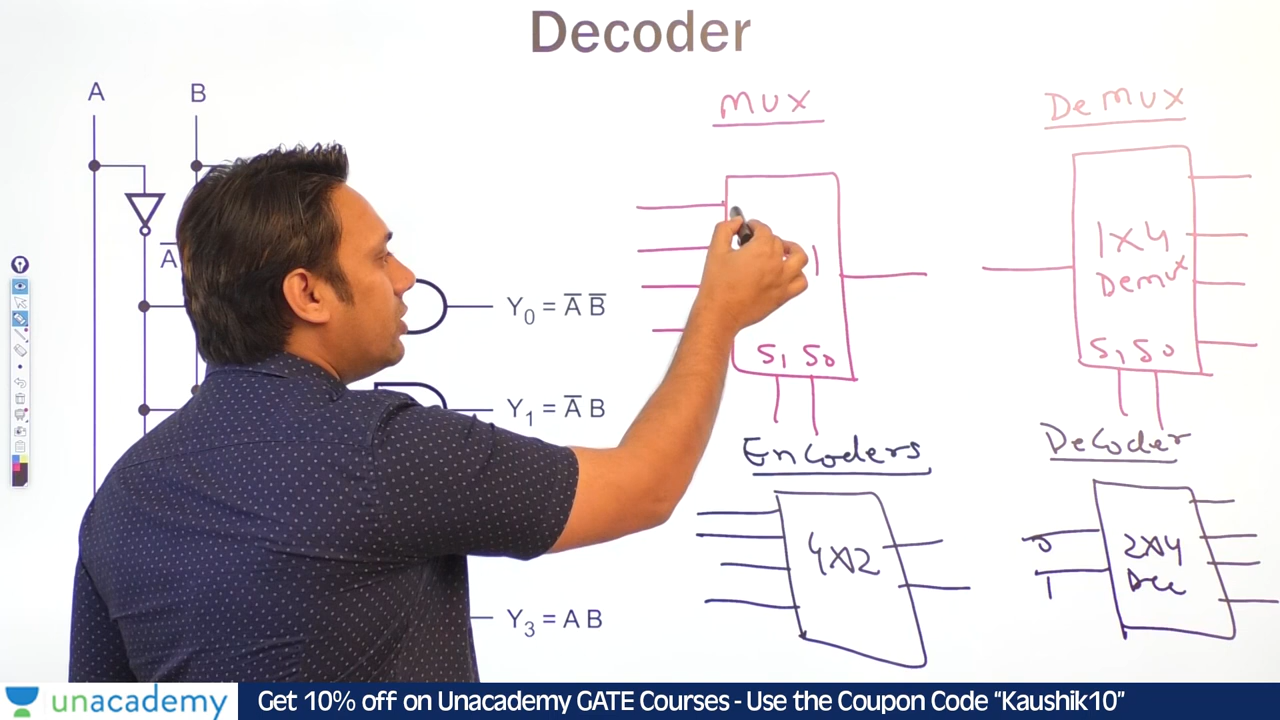 Decoder
A
B
MUX
DeMUX
A
1
1x4
Demux
Y0 = A B
S1 S0
S1 S0
Y1 = A B
Encoders
Decoder
4x2
0
1
2x4
Dec
Y3 = A B
unacademy
Get 10% off on Unacademy GATE Courses - Use the Coupon Code “Kaushik10”